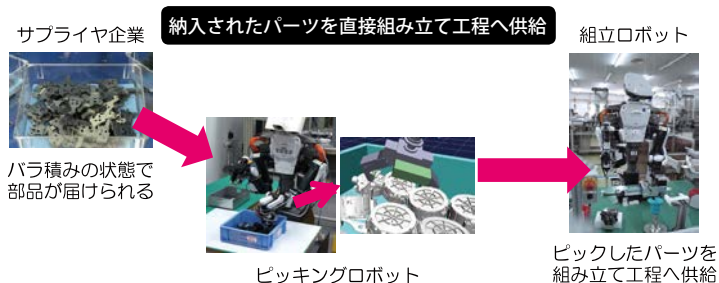 納入されたパーツを直接組み立て工程へ供給
サプライヤ企業
組立ロボット
バラ積みの状態で
部品が届けられる
ピッキングロボット
ピックしたパーツを
組み立て工程へ供給